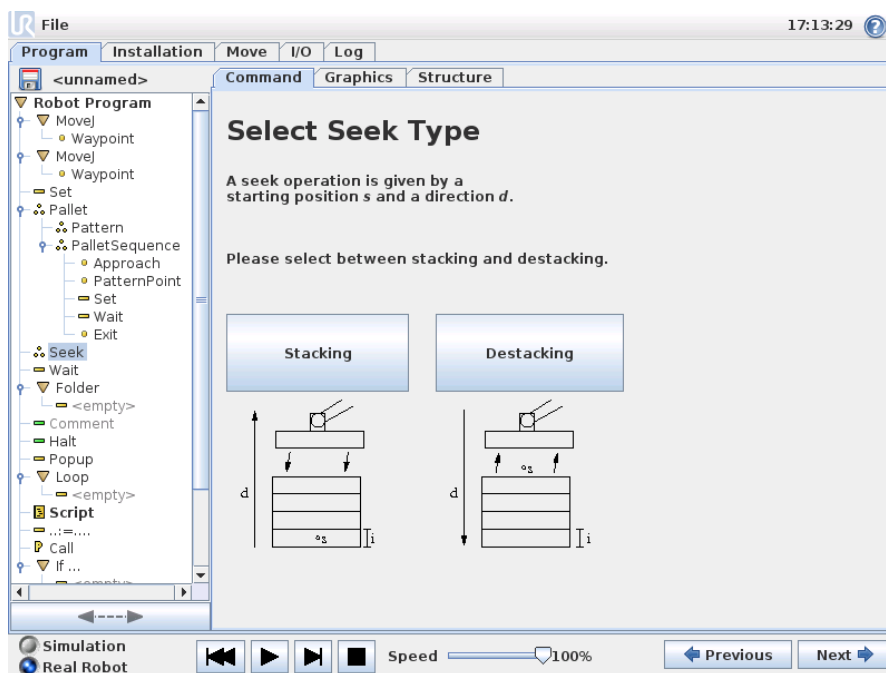 UR File
17:13:29 ?
Program Installation Move I/O Log
<unnamed>
Command Graphics Structure
Robot Program
MoveJ
Waypoint
MoveJ
Waypoint
Set
Pallet
Pattern
PalletSequence
Approach
PatternPoint
Set
Wait
Exit
Seek
Wait
Folder
<empty>
Comment
Halt
Popup
Loop
<empty>
Script
..:=....
Call
If ...
<empty>
Select Seek Type
A seek operation is given by a
starting position s and a direction d.
Please select between stacking and destacking.
Stacking
Destacking
d
s
i
d
s
i
Simulation
Real Robot
Speed
100%
Previous
Next